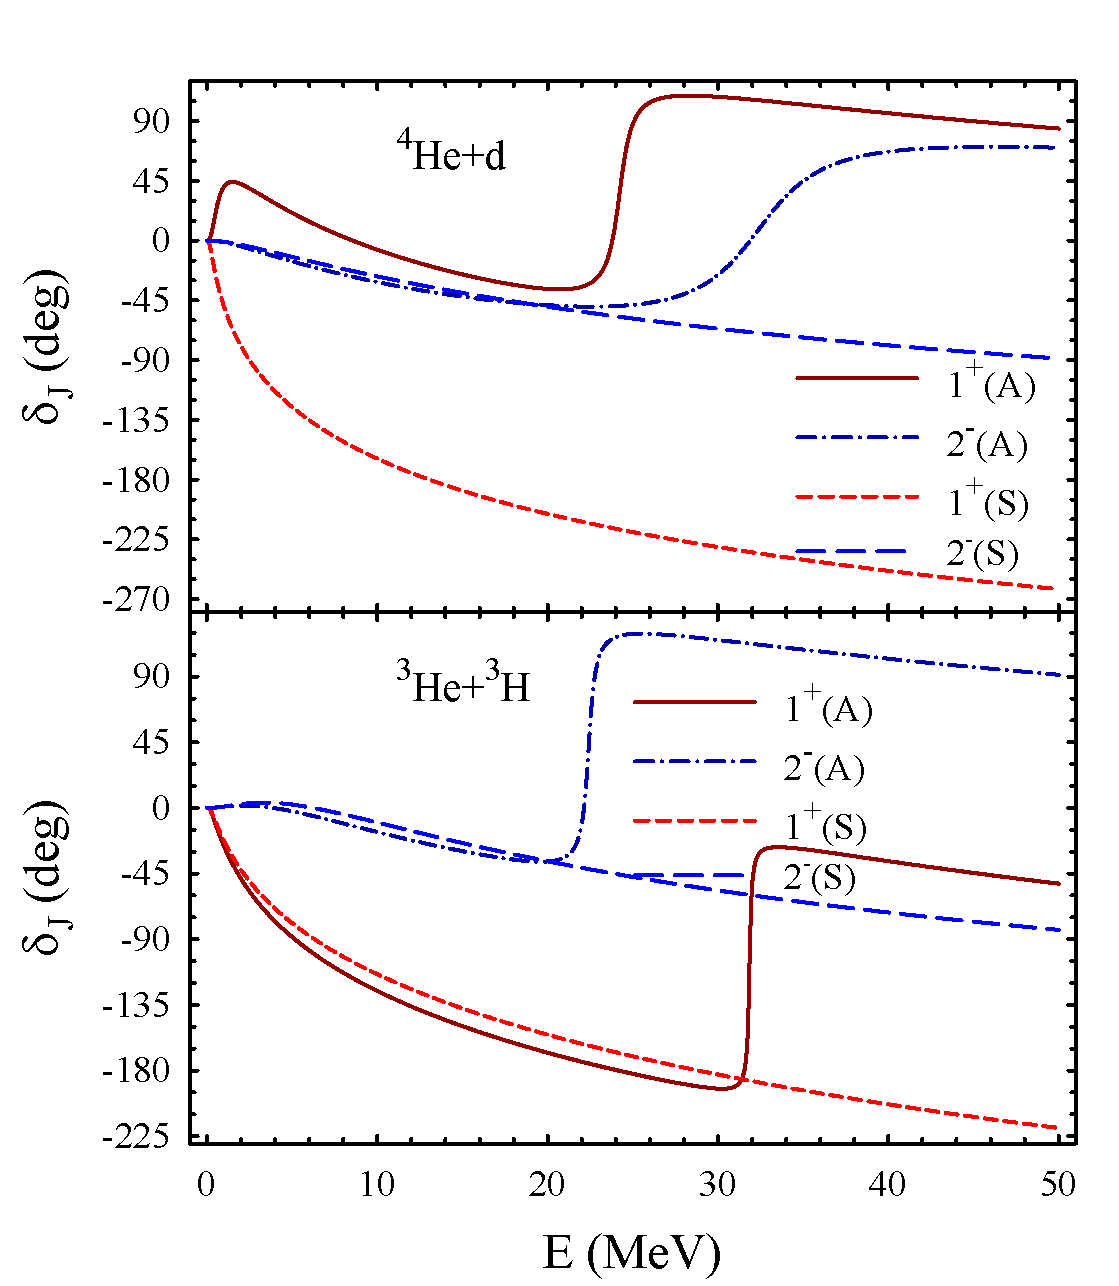 ⁴He+d
90
45
0
-45
-90
-135
-180
-225
-270
δ_J (deg)
1⁺(A)
2⁻(A)
1⁺(S)
2⁻(S)
³He+³H
90
45
0
-45
-90
-135
-180
-225
δ_J (deg)
1⁺(A)
2⁻(A)
1⁺(S)
2⁻(S)
0 10 20 30 40 50
E (MeV)